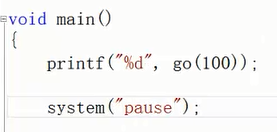 void main()
{
printf("%d", go(100));
system("pause");